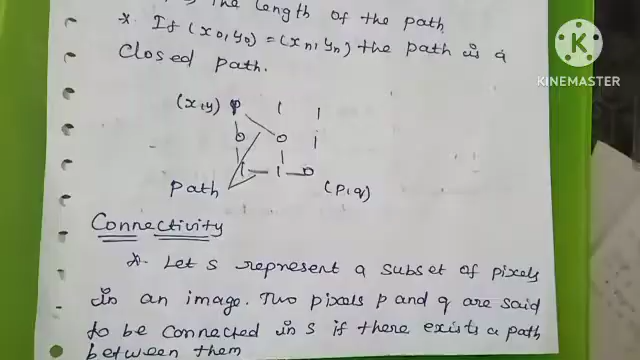 the length of the path
* If (x0,y0) = (xn,yn) the path is a
closed path.
K
KINEMASTER
(x,y) p 1 1
0 0 1
1 1 0
path (p,q)
Connectivity
* Let S represent a subset of pixels
in an image. Two pixels p and q are said
to be connected in S if there exists a path
between them